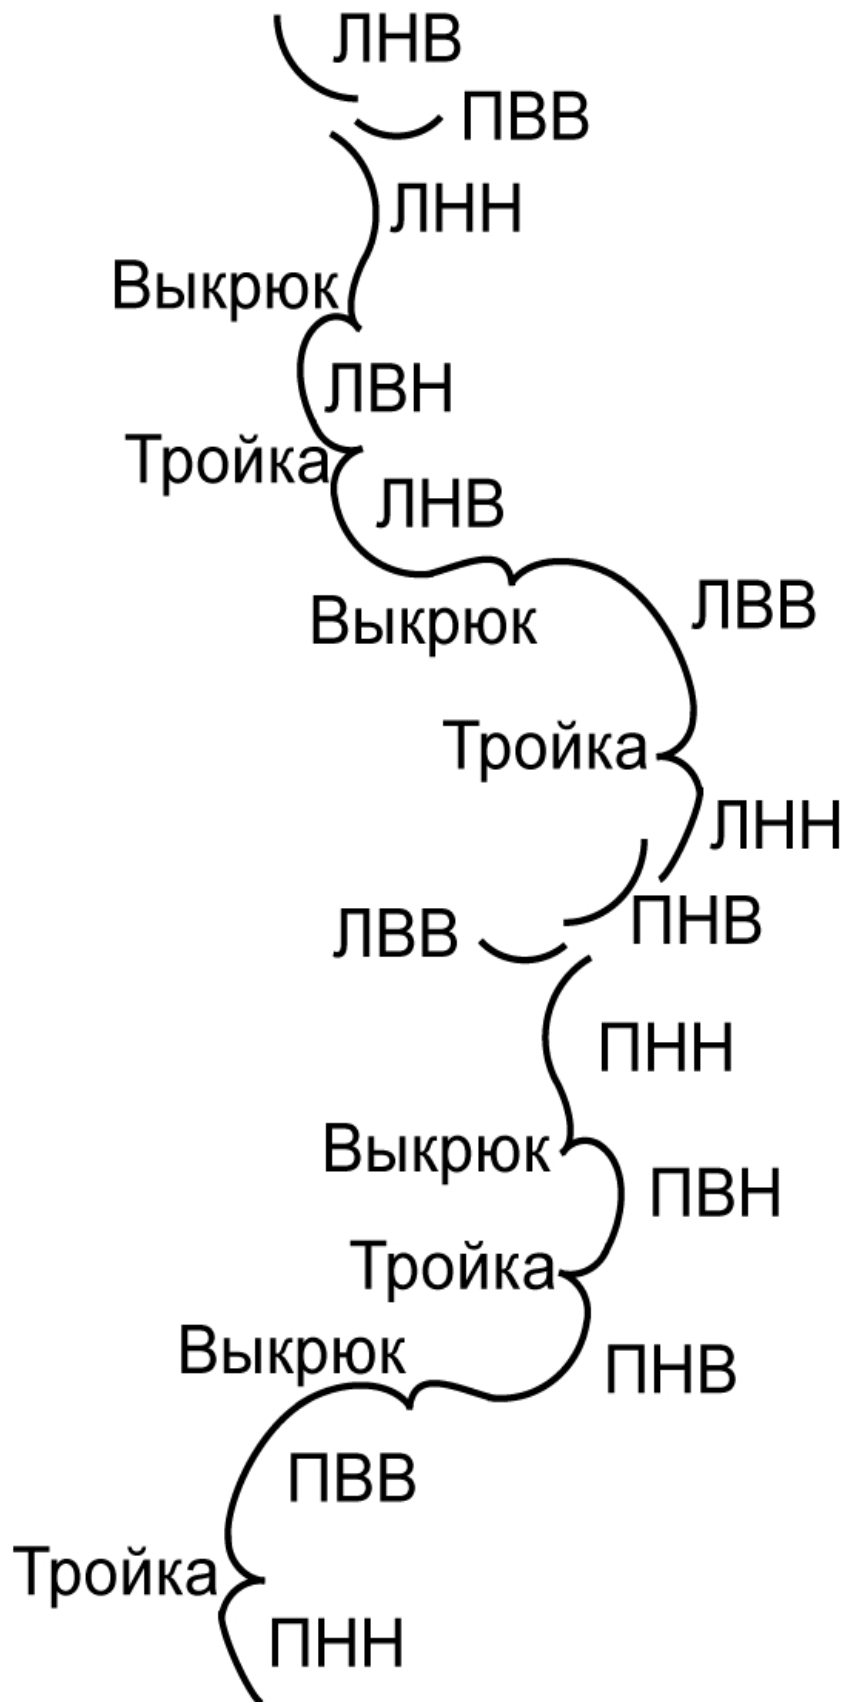 ЛНВ
ПВВ
ЛНН
Выкрюк
ЛВН
Тройка
ЛНВ
ЛВВ
Выкрюк
Тройка
ЛНН
ПНВ
ЛВВ
ПНН
Выкрюк
ПВН
Тройка
Выкрюк
ПНВ
ПВВ
Тройка
ПНН